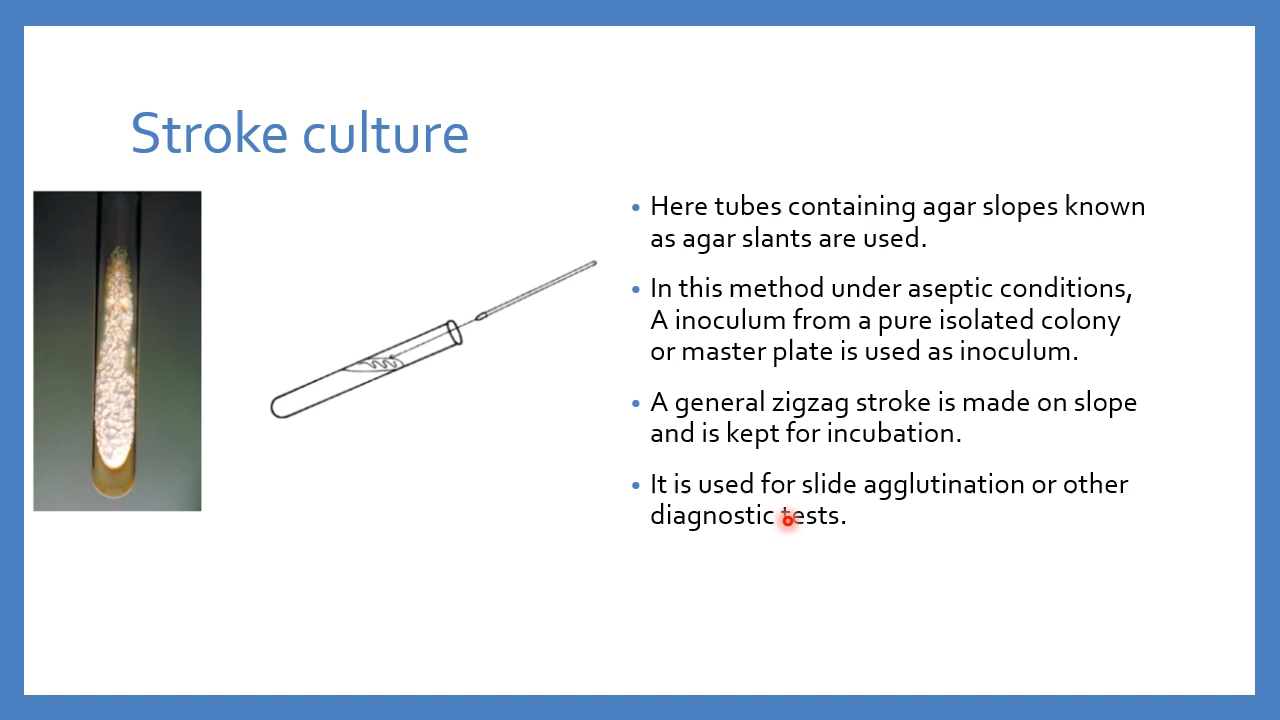 Stroke culture
• Here tubes containing agar slopes known
as agar slants are used.
• In this method under aseptic conditions,
A inoculum from a pure isolated colony
or master plate is used as inoculum.
• A general zigzag stroke is made on slope
and is kept for incubation.
• It is used for slide agglutination or other
diagnostic tests.